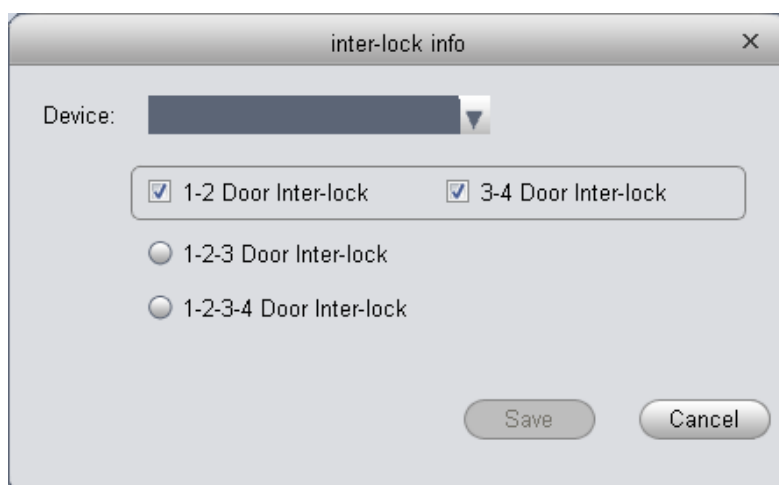 inter-lock info
Device:
1-2 Door Inter-lock 3-4 Door Inter-lock
1-2-3 Door Inter-lock
1-2-3-4 Door Inter-lock
Save Cancel